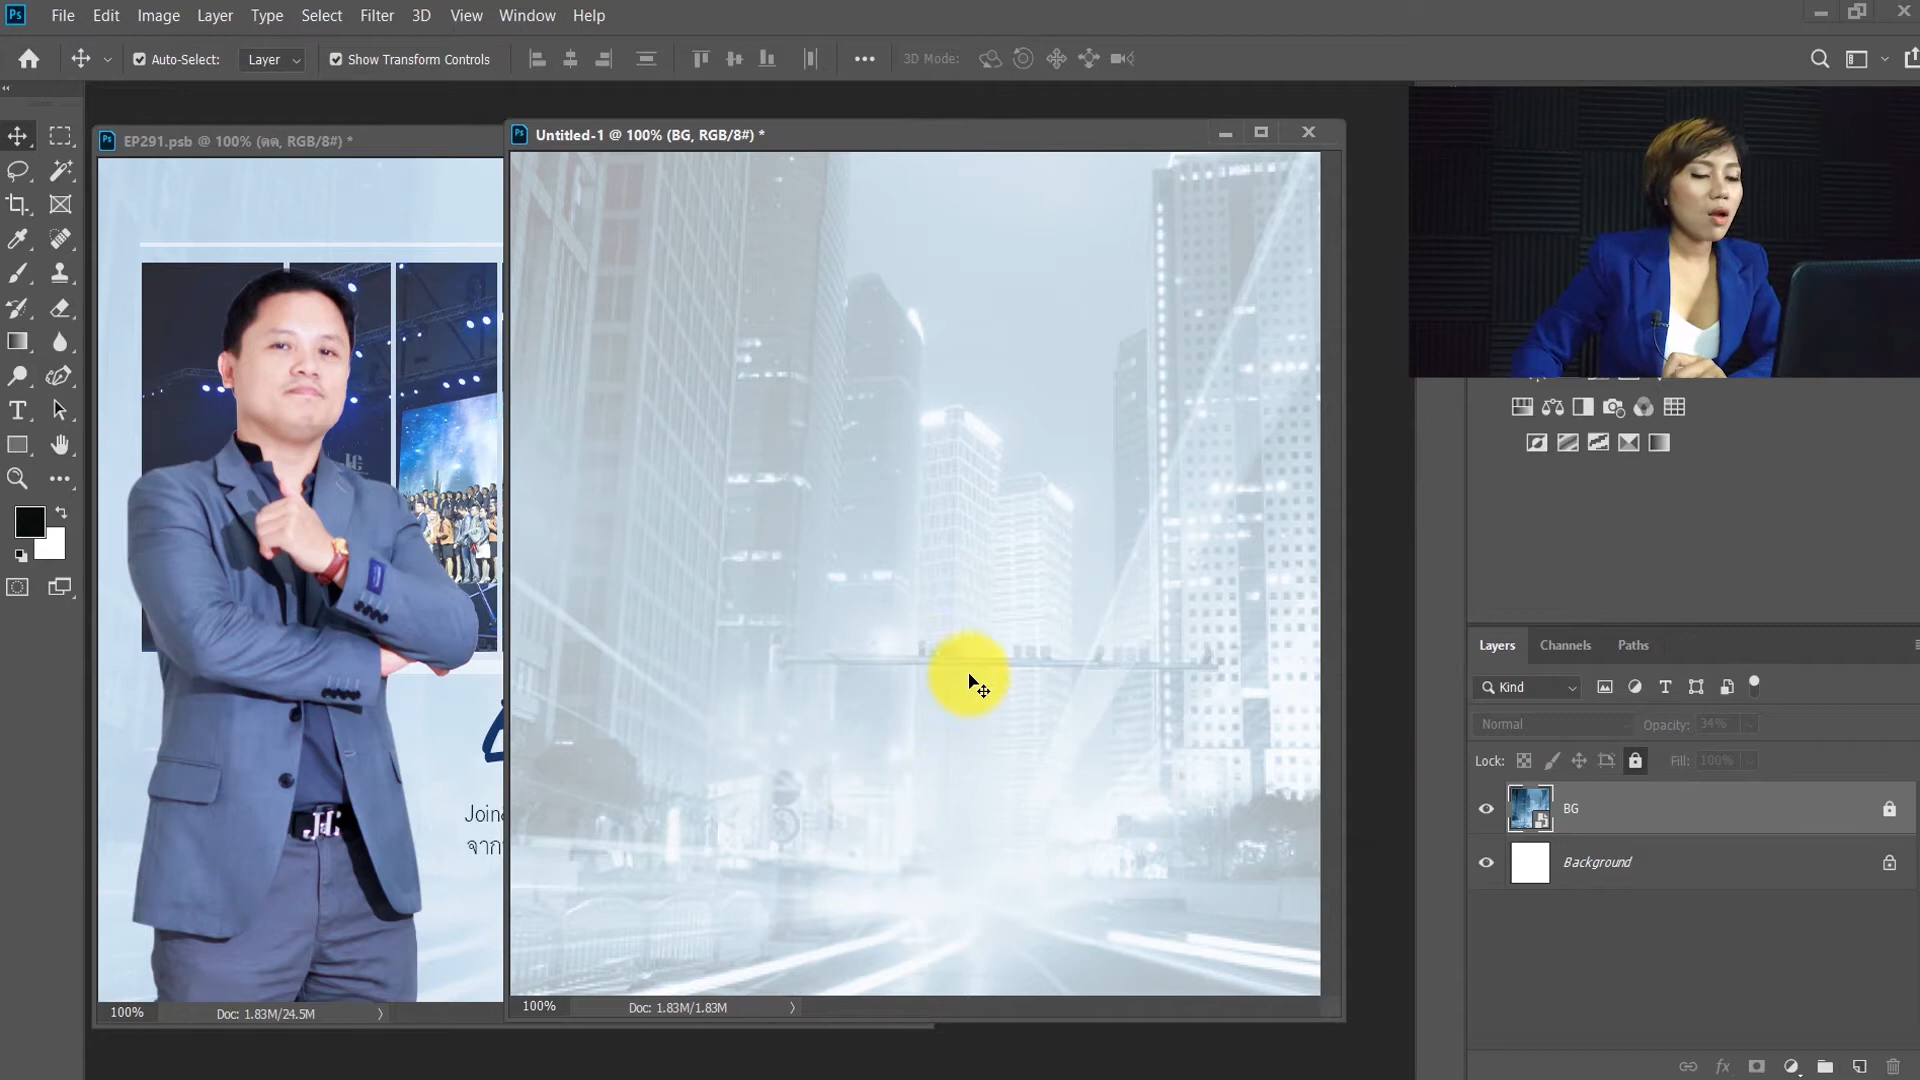 Ps File Edit Image Layer Type Select Filter 3D View Window Help
Auto-Select: Layer Show Transform Controls 3D Mode:
EP291.psb @ 100% (ดด, RGB/8#) *
Untitled-1 @ 100% (BG, RGB/8#) *
Join
จาก
100% Doc: 1.83M/24.5M
100% Doc: 1.83M/1.83M
Layers Channels Paths
Kind
Normal Opacity: 34%
Lock: Fill: 100%
BG
Background
fx